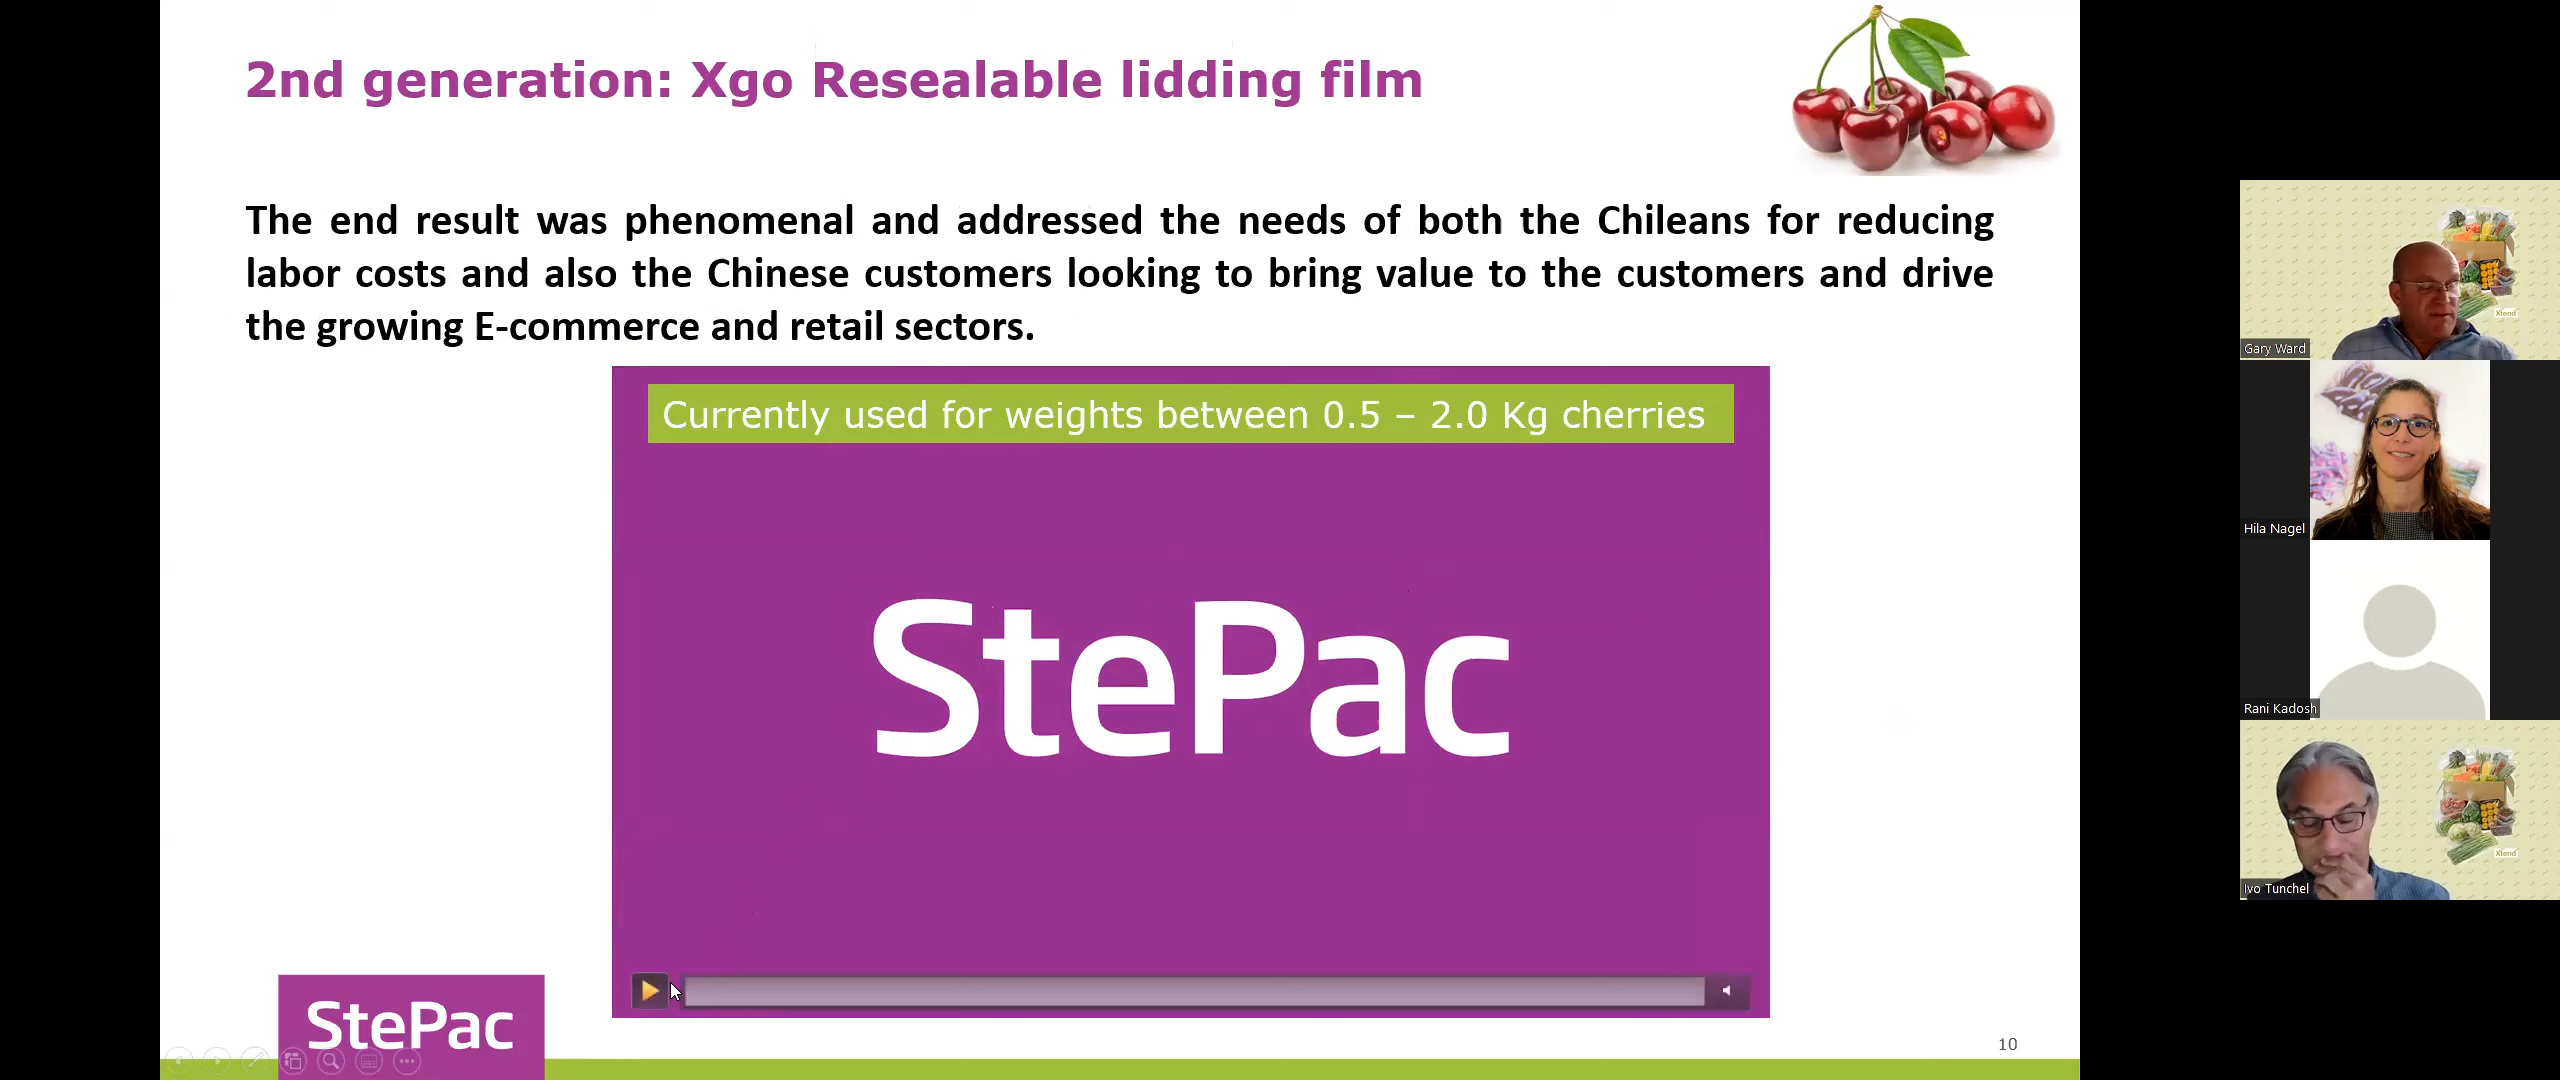 2nd generation: Xgo Resealable lidding film
The end result was phenomenal and addressed the needs of both the Chileans for reducing
labor costs and also the Chinese customers looking to bring value to the customers and drive
the growing E-commerce and retail sectors.
Currently used for weights between 0.5 – 2.0 Kg cherries
StePac
StePac
10
Xtend
Gary Ward
Hila Nagel
Rani Kadosh
Xtend
Ivo Tunchel